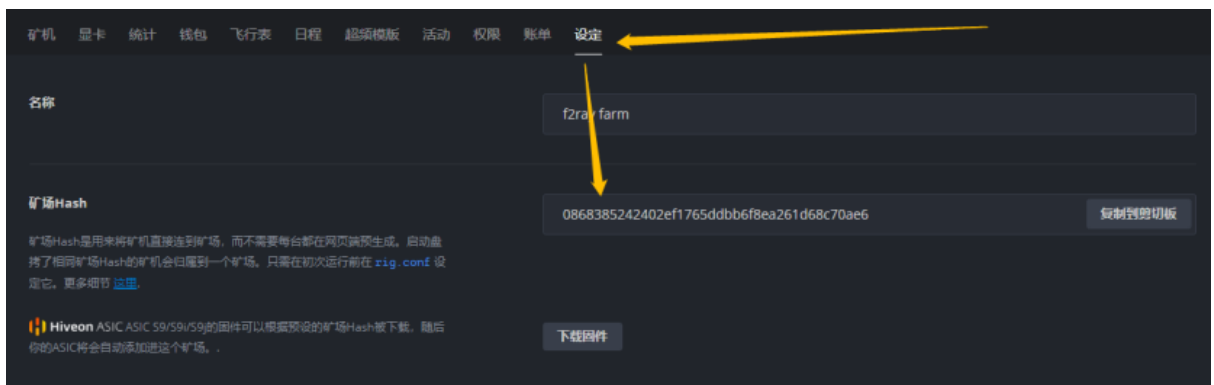 矿机 显卡 统计 钱包 飞行表 日程 超频模版 活动 权限 账单 设定
名称
f2ray farm
矿场Hash
0868385242402ef1765ddbb6f8ea261d68c70ae6
复制到剪切板
矿场Hash是用来将矿机直接连到矿场，而不需要每台都在网页端预生成。启动盘
拷了相同矿场Hash的矿机会归属到一个矿场。只需在初次运行前在 rig.conf 设
定它。更多细节 这里.
Hiveon ASIC ASIC S9/S9i/S9j的固件可以根据预设的矿场Hash被下载，随后
你的ASIC将会自动添加进这个矿场。.
下载固件